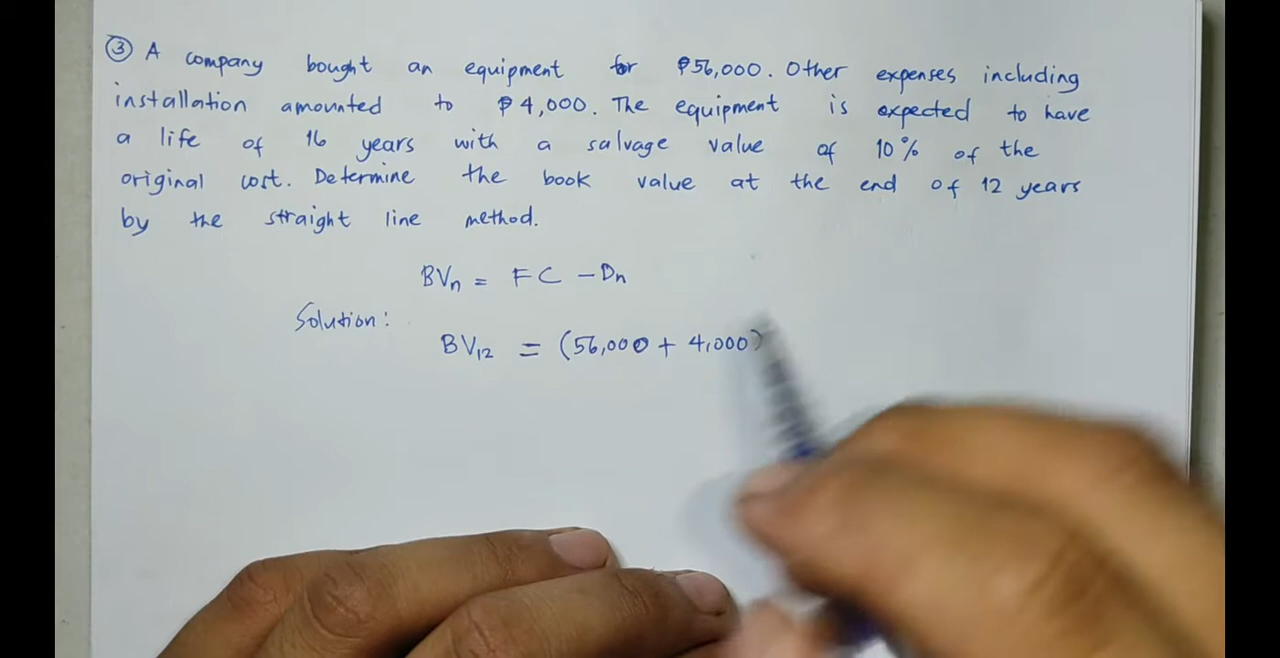 ③ A company bought an equipment for ₱56,000. Other expenses including
installation amounted to ₱4,000. The equipment is expected to have
a life of 16 years with a salvage value of 10% of the
original cost. Determine the book value at the end of 12 years
by the straight line method.
BVn = FC - Dn
Solution:
BV12 = (56,000 + 4,000)